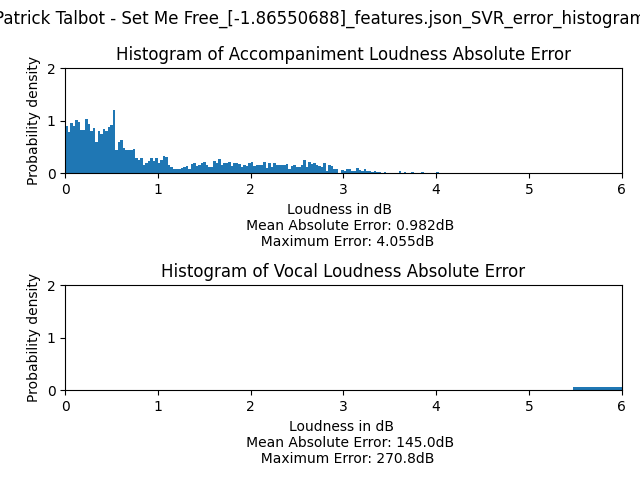 Patrick Talbot - Set Me Free_[-1.86550688]_features.json_SVR_error_histogram
Histogram of Accompaniment Loudness Absolute Error
Probability density
2
1
0
0 1 2 3 4 5 6
Loudness in dB
Mean Absolute Error: 0.982dB
Maximum Error: 4.055dB
Histogram of Vocal Loudness Absolute Error
Probability density
2
1
0
0 1 2 3 4 5 6
Loudness in dB
Mean Absolute Error: 145.0dB
Maximum Error: 270.8dB